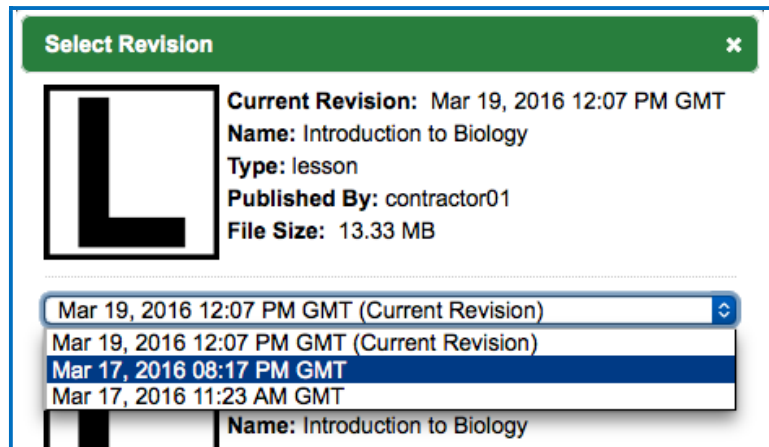 Select Revision ×
L
Current Revision: Mar 19, 2016 12:07 PM GMT
Name: Introduction to Biology
Type: lesson
Published By: contractor01
File Size: 13.33 MB
Mar 19, 2016 12:07 PM GMT (Current Revision)
Mar 19, 2016 12:07 PM GMT (Current Revision)
Mar 17, 2016 08:17 PM GMT
Mar 17, 2016 11:23 AM GMT
Name: Introduction to Biology